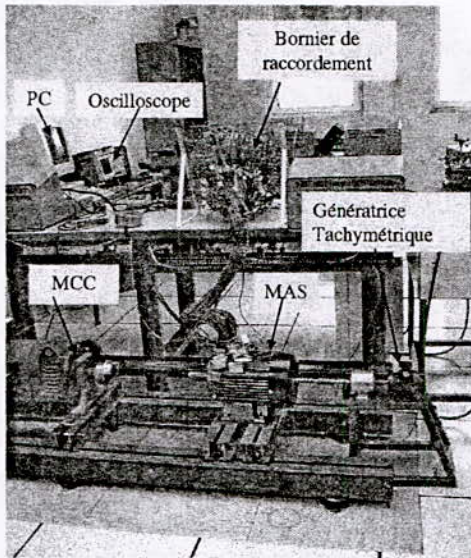 Bornier de
raccordement
PC
Oscilloscope
Génératrice
Tachymétrique
MCC
MAS